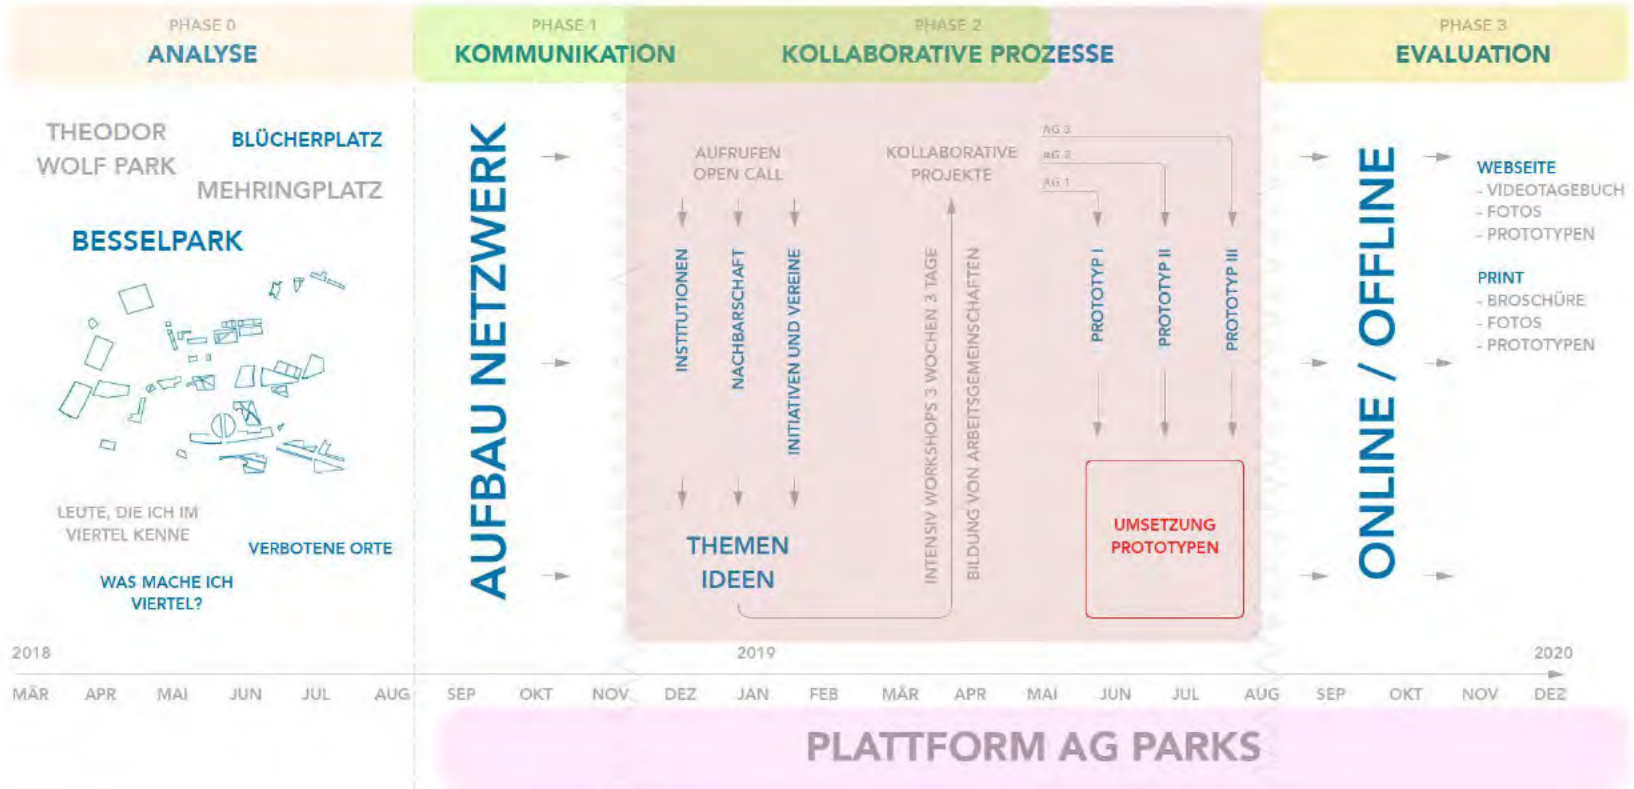 PHASE 0
ANALYSE
PHASE 1
KOMMUNIKATION
PHASE 2
KOLLABORATIVE PROZESSE
PHASE 3
EVALUATION
THEODOR
WOLF PARK
BLÜCHERPLATZ
MEHRINGPLATZ
BESSELPARK
LEUTE, DIE ICH IM
VIERTEL KENNE
VERBOTENE ORTE
WAS MACHE ICH
VIERTEL?
AUFBAU NETZWERK
AUFRUFEN
OPEN CALL
INSTITUTIONEN
NACHBARSCHAFT
INITIATIVEN UND VEREINE
THEMEN
IDEEN
KOLLABORATIVE
PROJEKTE
INTENSIV WORKSHOPS 3 WOCHEN 3 TAGE
BILDUNG VON ARBEITSGEMEINSCHAFTEN
AG 3
AG 2
AG 1
PROTOTYP I
PROTOTYP II
PROTOTYP III
UMSETZUNG
PROTOTYPEN
ONLINE / OFFLINE
WEBSEITE
- VIDEOTAGEBUCH
- FOTOS
- PROTOTYPEN
PRINT
- BROSCHÜRE
- FOTOS
- PROTOTYPEN
2018 2019 2020
MÄR APR MAI JUN JUL AUG SEP OKT NOV DEZ JAN FEB MÄR APR MAI JUN JUL AUG SEP OKT NOV DEZ
PLATTFORM AG PARKS